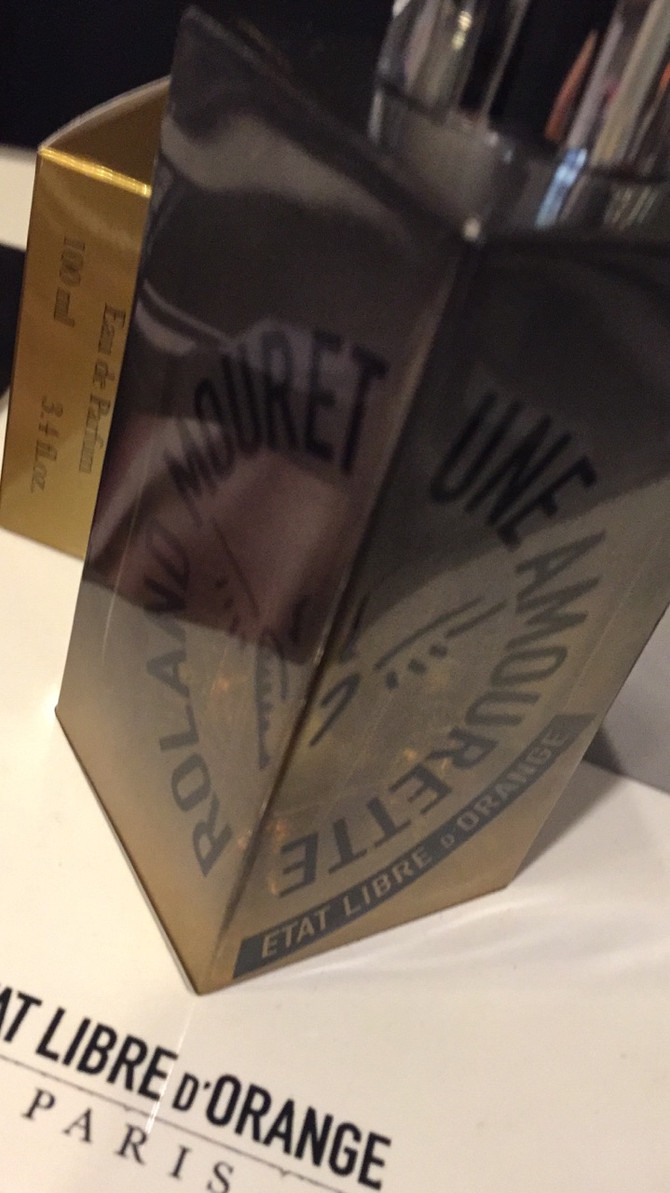 100 ml 3.4 fl.oz.
Eau de Parfum
ROLAND MOURET
UNE AMOURETTE
ETAT LIBRE D'ORANGE
AT LIBRE D'ORANGE
PARIS